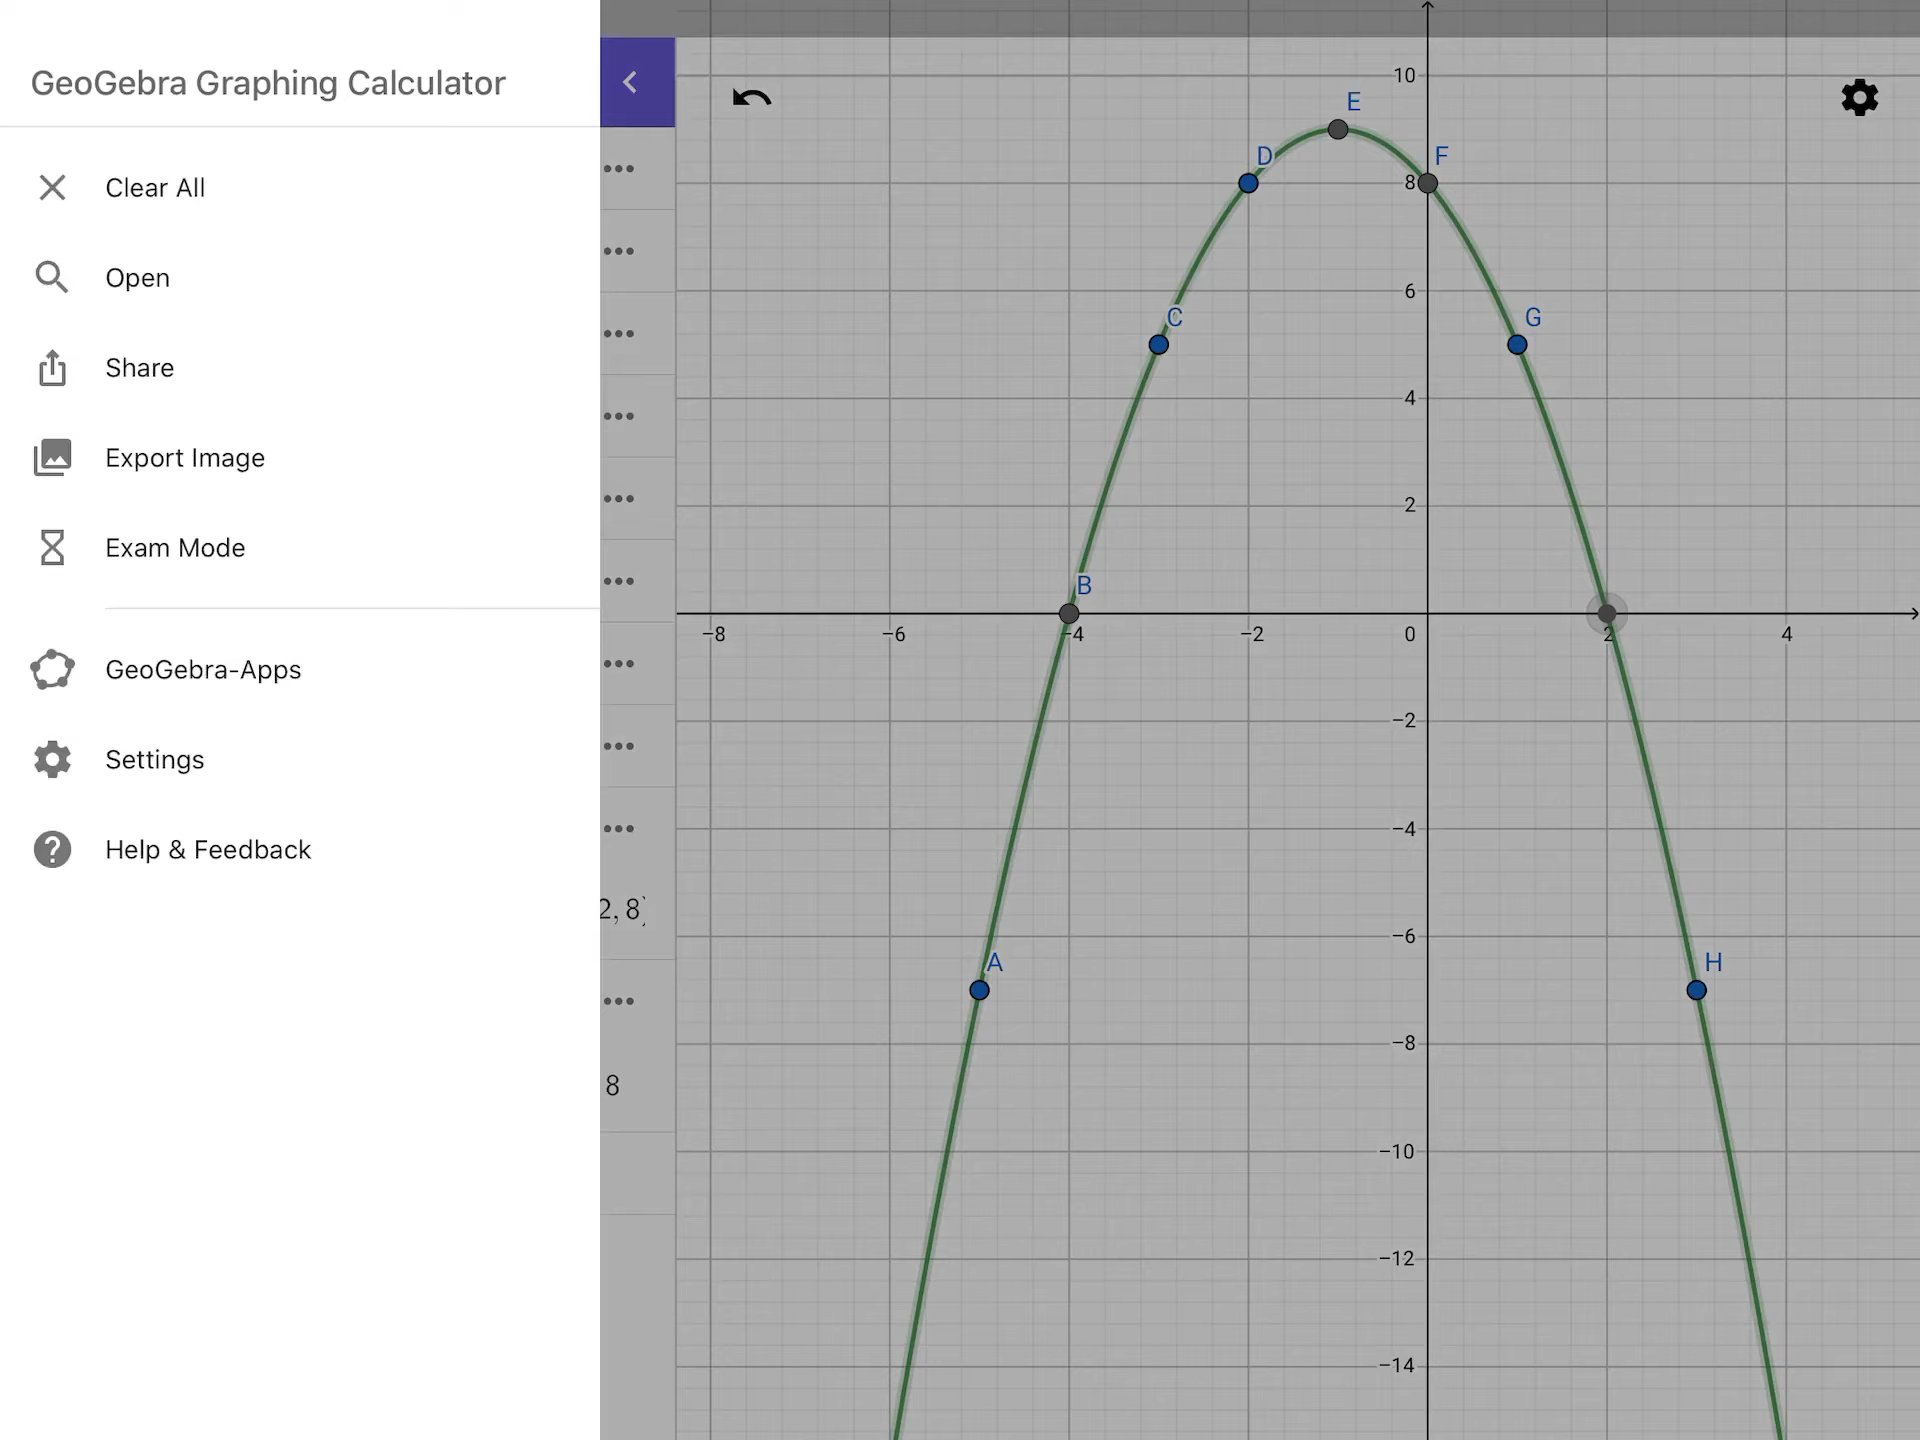 GeoGebra Graphing Calculator
Clear All
Open
Share
Export Image
Exam Mode
GeoGebra-Apps
Settings
Help & Feedback
2, 8)
8
10
E
D
F
8
6
C
G
4
2
B
−8 −6 −4 −2 0 2 4
−2
−4
−6
A
H
−8
−10
−12
−14